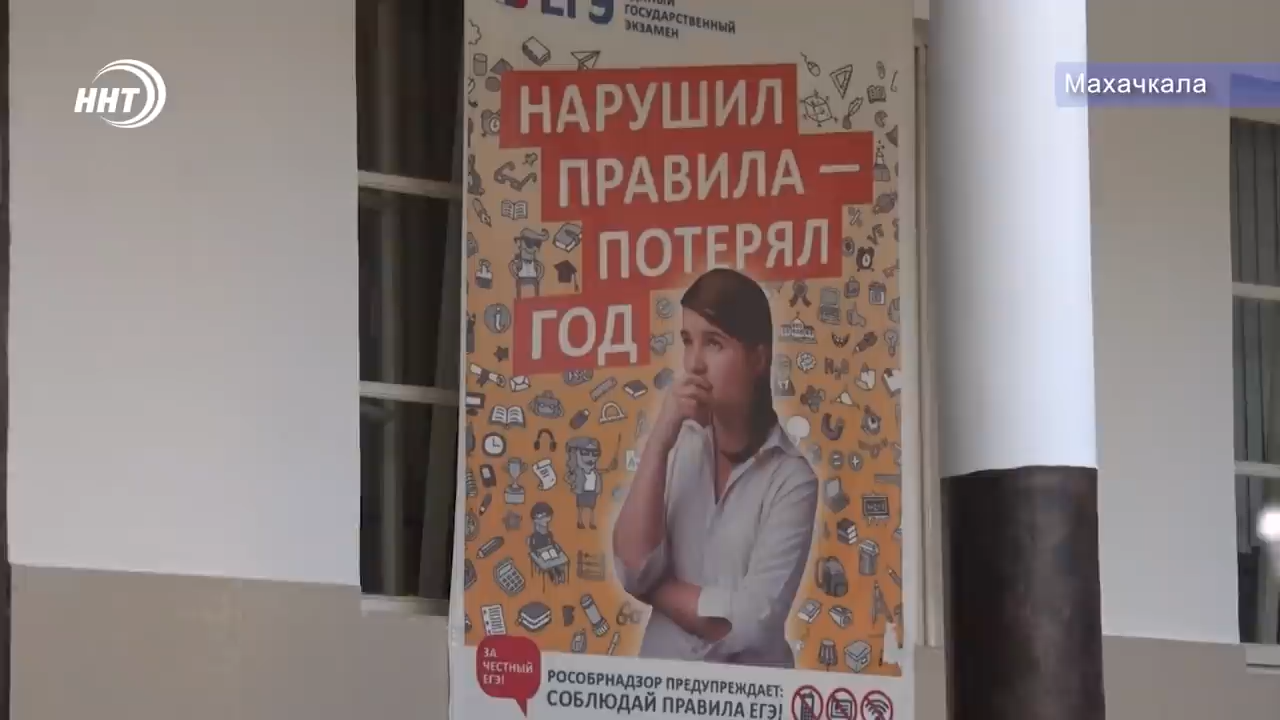 ННТ
Махачкала
ЕГЭ
ГОСУДАРСТВЕННЫЙ
ЭКЗАМЕН
НАРУШИЛ
ПРАВИЛА –
ПОТЕРЯЛ
ГОД
ЗА
ЧЕСТНЫЙ
ЕГЭ!
РОСОБРНАДЗОР ПРЕДУПРЕЖДАЕТ:
СОБЛЮДАЙ ПРАВИЛА ЕГЭ!